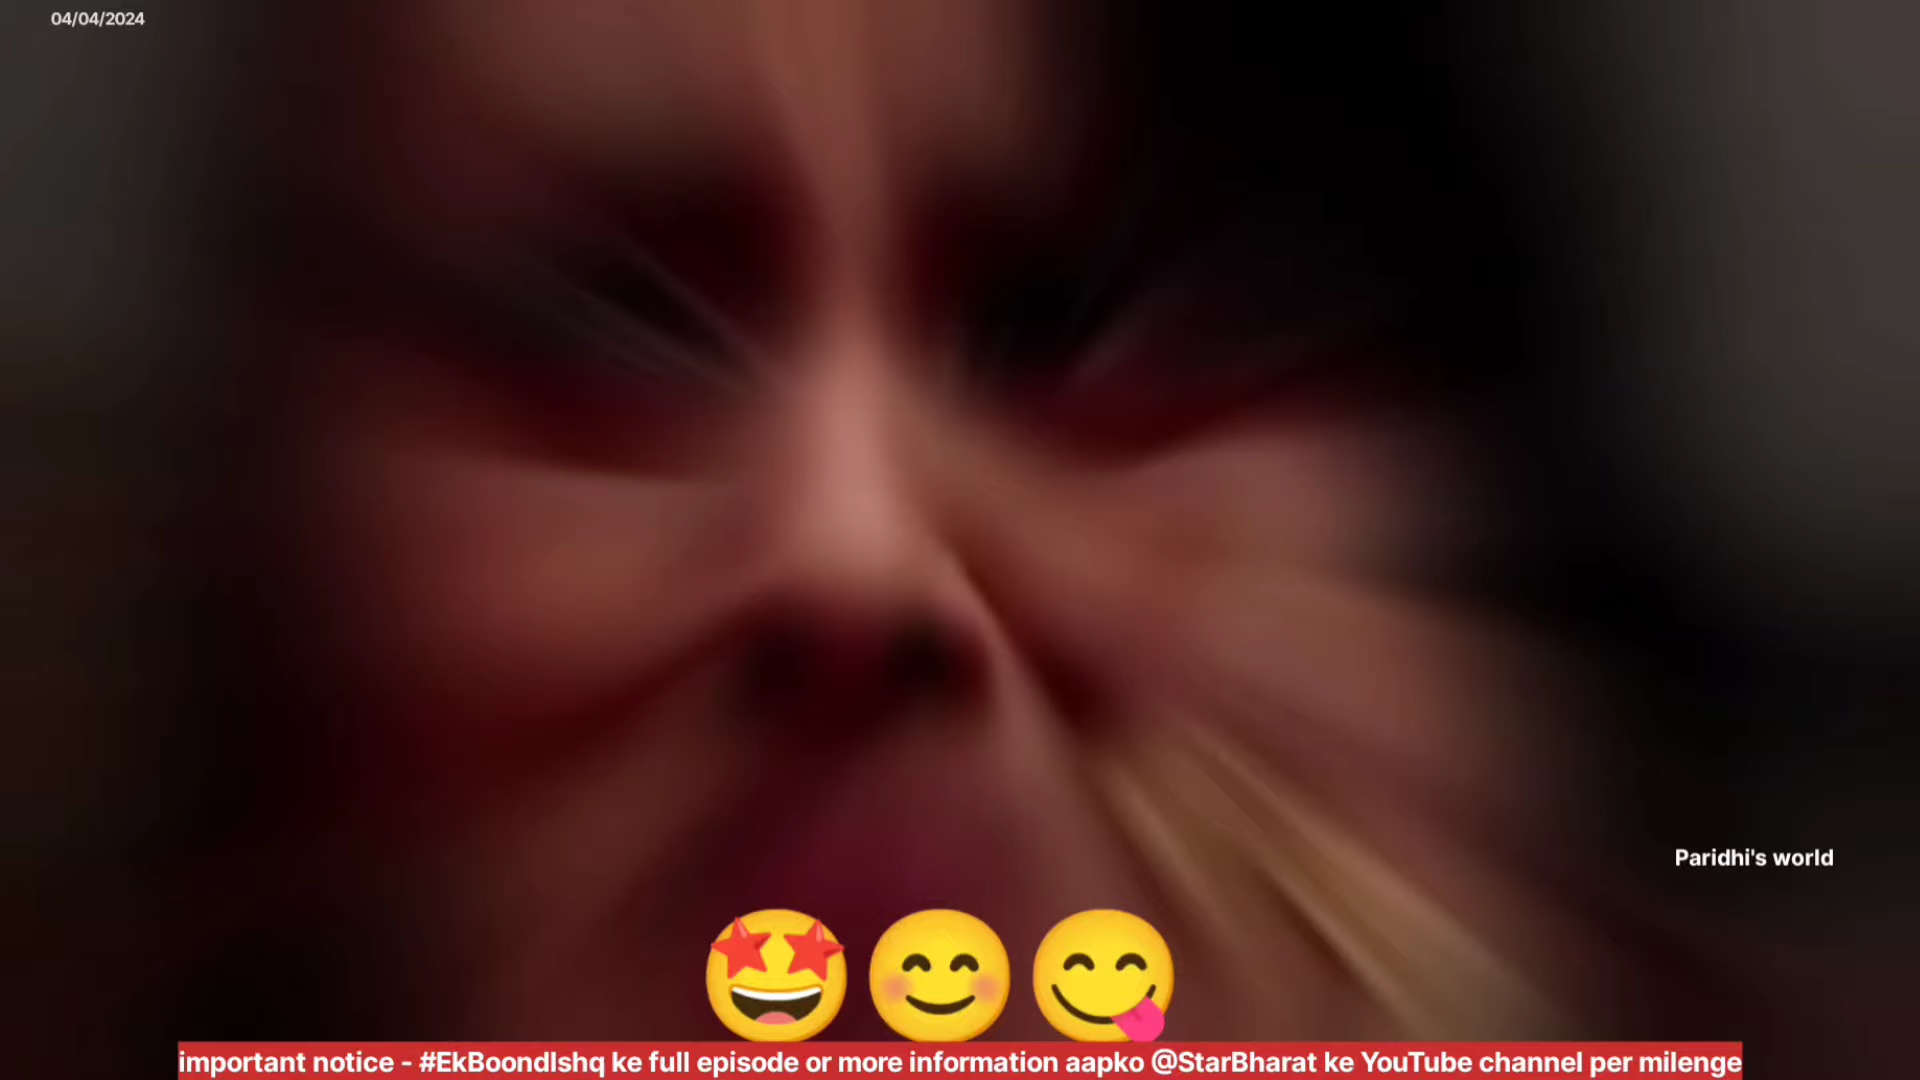 04/04/2024
Paridhi's world
important notice - #EkBoondIshq ke full episode or more information aapko @StarBharat ke YouTube channel per milenge